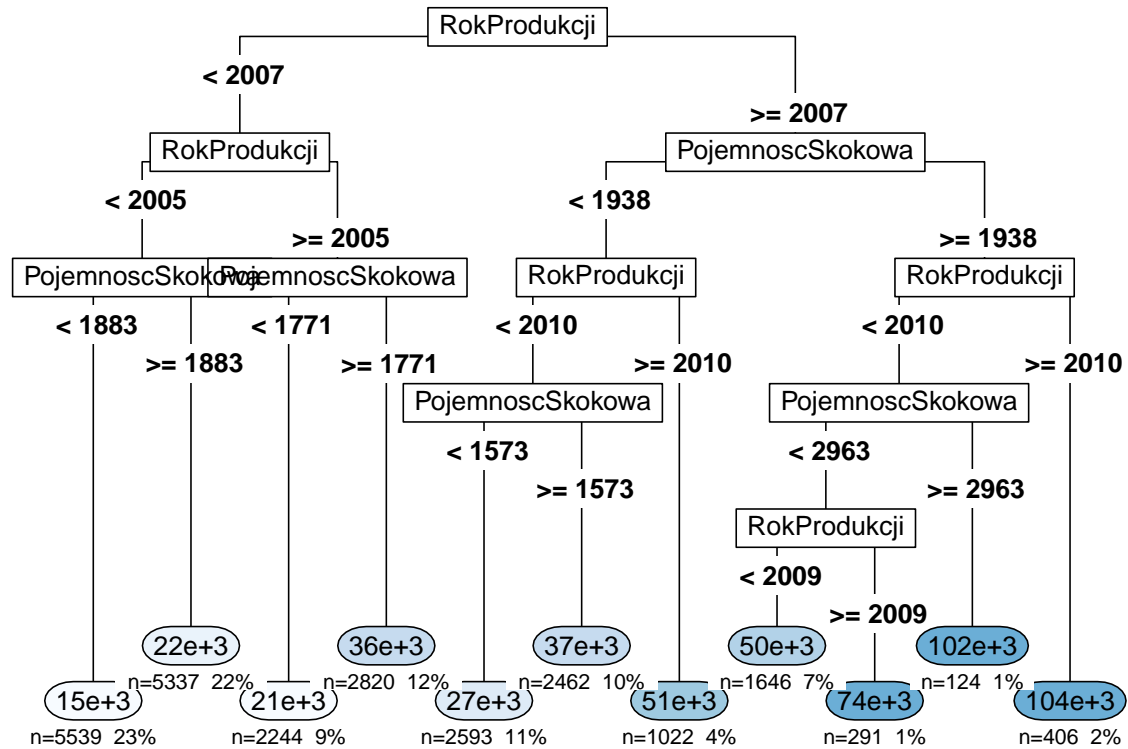 RokProdukcji
< 2007
>= 2007
RokProdukcji
PojemnoscSkokowa
< 2005
>= 2005
< 1938
>= 1938
PojemnoscSkokowa
PojemnoscSkokowa
RokProdukcji
RokProdukcji
< 1883
>= 1883
< 1771
>= 1771
< 2010
>= 2010
< 2010
>= 2010
PojemnoscSkokowa
PojemnoscSkokowa
< 1573
>= 1573
< 2963
>= 2963
RokProdukcji
< 2009
>= 2009
22e+3
36e+3
37e+3
50e+3
102e+3
n=5337 22%
n=2820 12%
n=2462 10%
n=1646 7%
n=124 1%
15e+3
21e+3
27e+3
51e+3
74e+3
104e+3
n=5539 23%
n=2244 9%
n=2593 11%
n=1022 4%
n=291 1%
n=406 2%